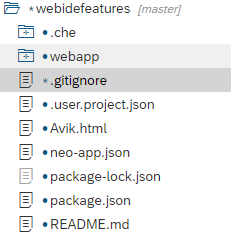 * webidefeatures [master]
• .che
• webapp
* .gitignore
• .user.project.json
• Avik.html
• neo-app.json
• package-lock.json
• package.json
• README.md